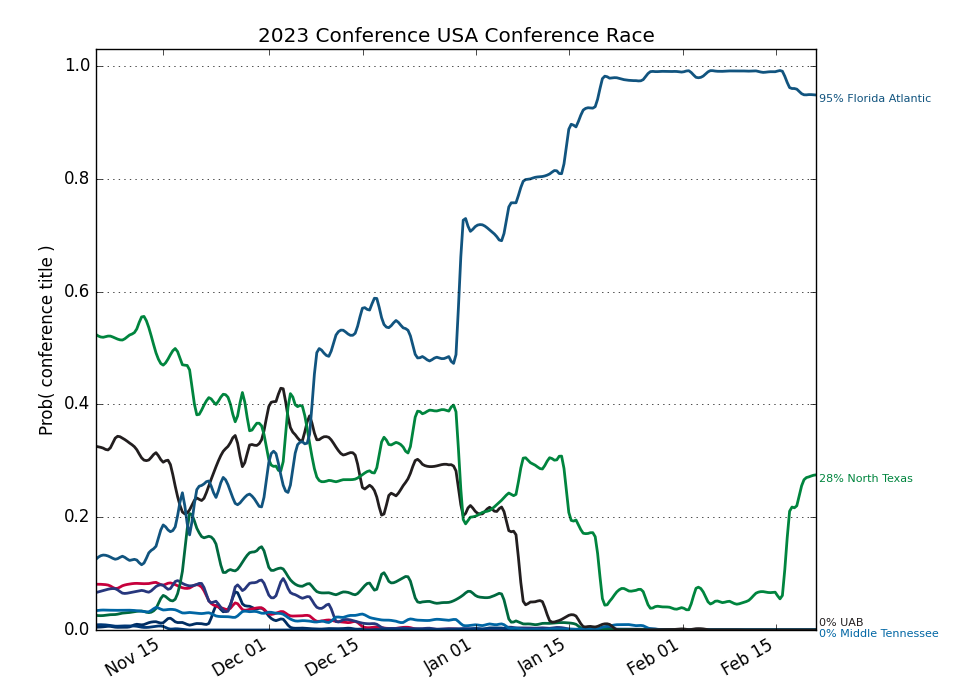 2023 Conference USA Conference Race
Prob( conference title )
1.0
0.8
0.6
0.4
0.2
0.0
95% Florida Atlantic
28% North Texas
0% UAB
0% Middle Tennessee
Nov 15
Dec 01
Dec 15
Jan 01
Jan 15
Feb 01
Feb 15